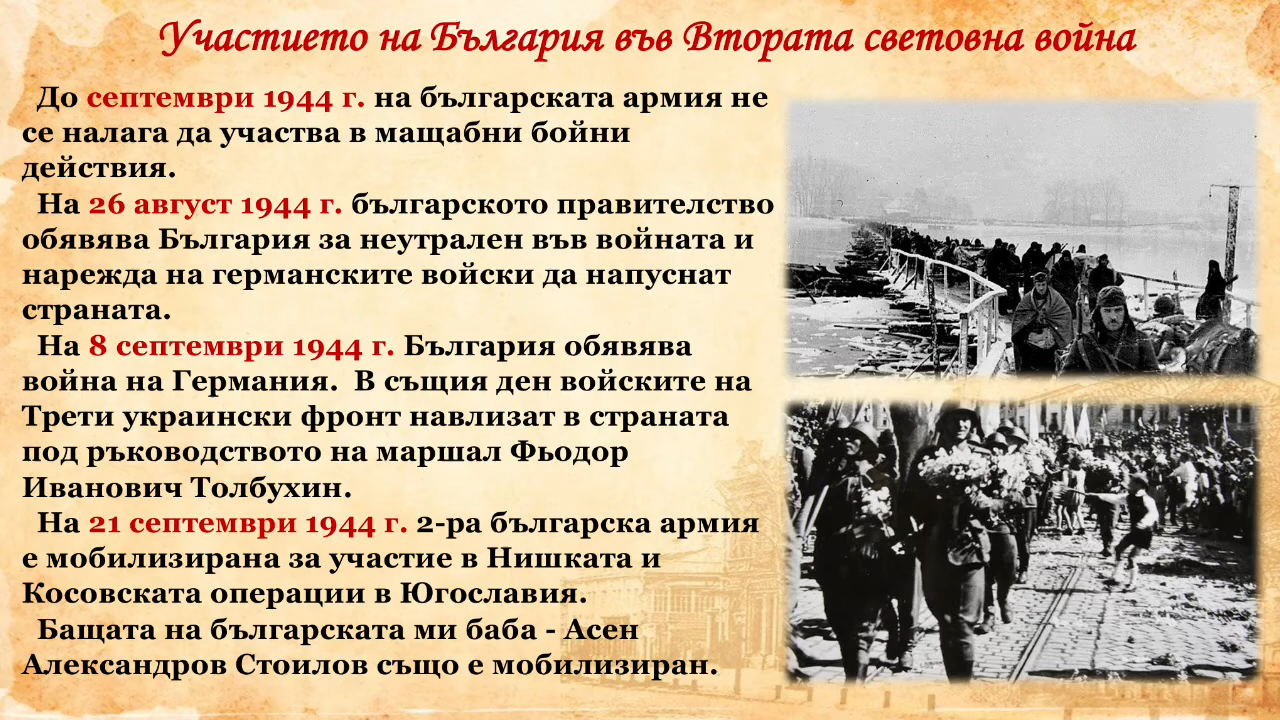 Участието на България във Втората световна война
До септември 1944 г. на българската армия не
се налага да участва в мащабни бойни
действия.
На 26 август 1944 г. българското правителство
обявява България за неутрален във войната и
нарежда на германските войски да напуснат
страната.
На 8 септември 1944 г. България обявява
война на Германия. В същия ден войските на
Трети украински фронт навлизат в страната
под ръководството на маршал Фьодор
Иванович Толбухин.
На 21 септември 1944 г. 2-ра българска армия
е мобилизирана за участие в Нишката и
Косовската операции в Югославия.
Бащата на българската ми баба - Асен
Александров Стоилов също е мобилизиран.